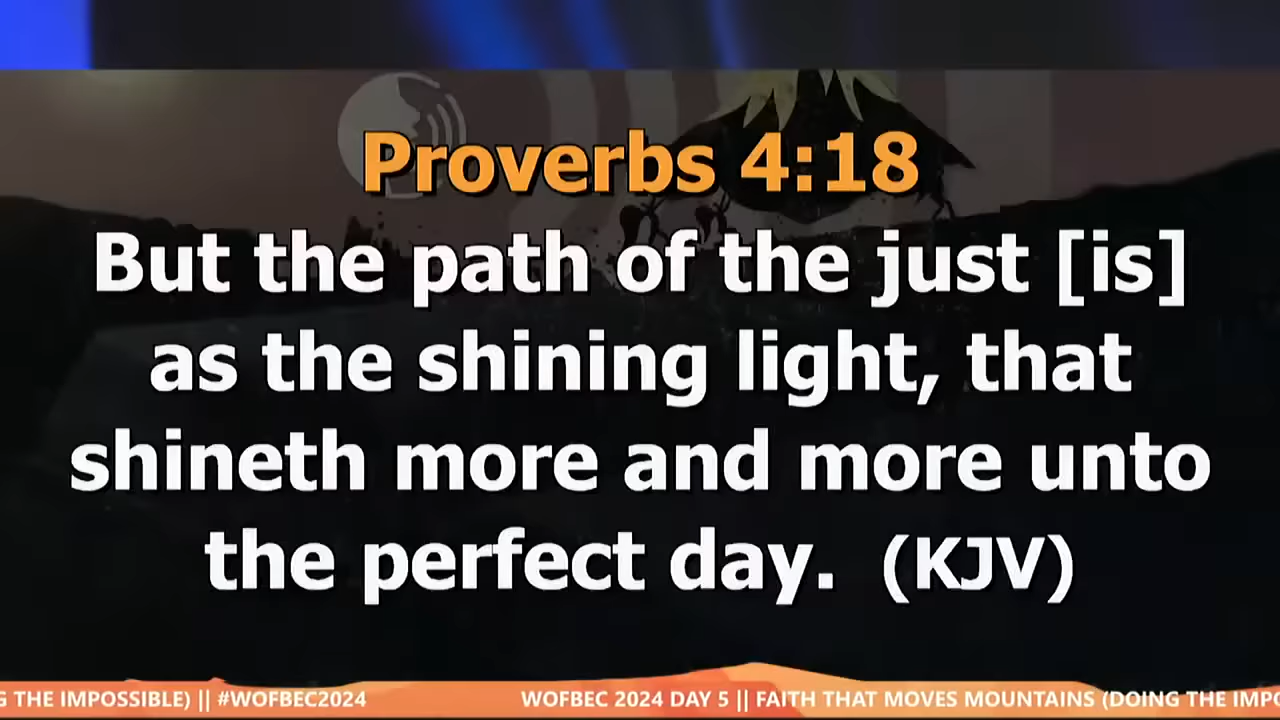 Proverbs 4:18
But the path of the just [is]
as the shining light, that
shineth more and more unto
the perfect day. (KJV)
G THE IMPOSSIBLE) || #WOFBEC2024 WOFBEC 2024 DAY 5 || FAITH THAT MOVES MOUNTAINS (DOING THE IMPO